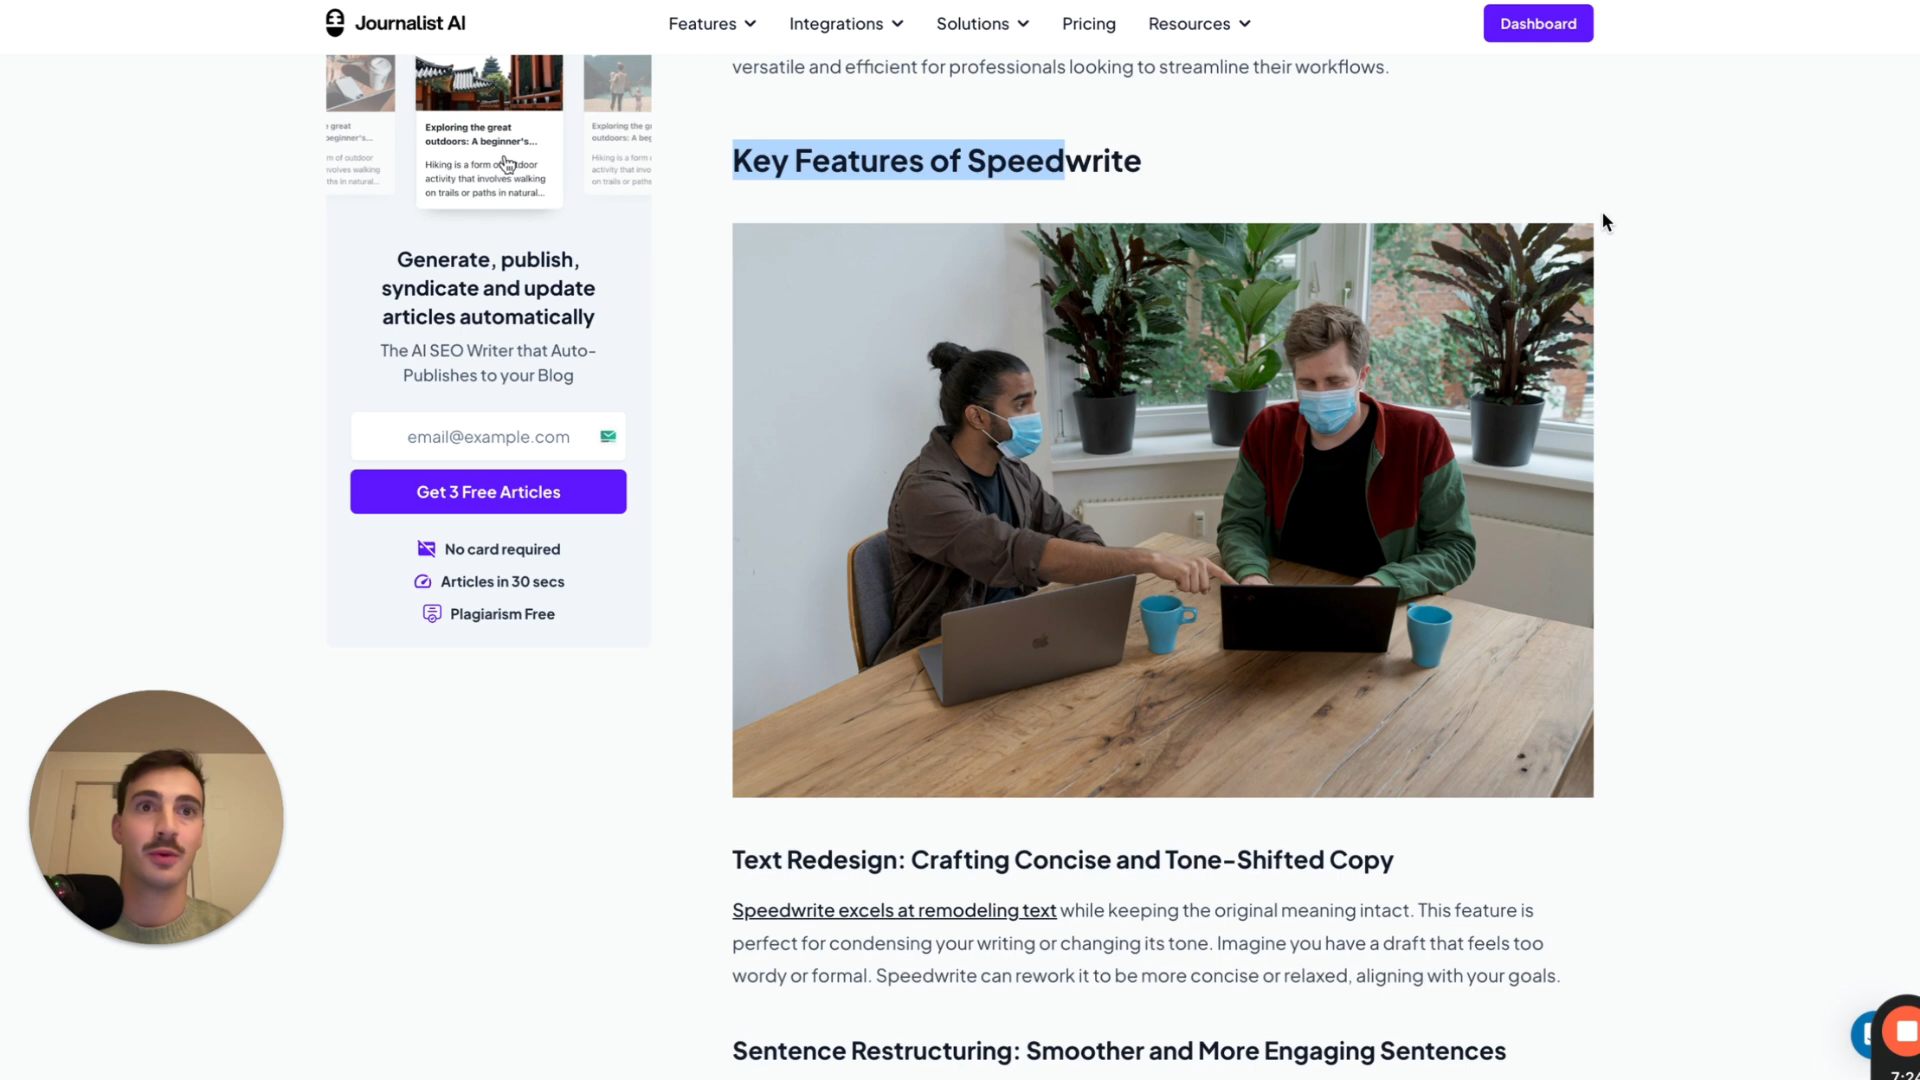 Journalist AI
Features
Integrations
Solutions
Pricing
Resources
Dashboard
great
beginner's...
m of outdoor
nvolves walking
ths in natural...
Exploring the great
outdoors: A beginner's...
Hiking is a form of outdoor
activity that involves walking
on trails or paths in natural...
Exploring the g
outdoors: A beg
Hiking is a form
activity that invo
on trails or paths
Generate, publish,
syndicate and update
articles automatically
The AI SEO Writer that Auto-
Publishes to your Blog
email@example.com
Get 3 Free Articles
No card required
Articles in 30 secs
Plagiarism Free
versatile and efficient for professionals looking to streamline their workflows.
Key Features of Speedwrite
Text Redesign: Crafting Concise and Tone-Shifted Copy
Speedwrite excels at remodeling text while keeping the original meaning intact. This feature is
perfect for condensing your writing or changing its tone. Imagine you have a draft that feels too
wordy or formal. Speedwrite can rework it to be more concise or relaxed, aligning with your goals.
Sentence Restructuring: Smoother and More Engaging Sentences